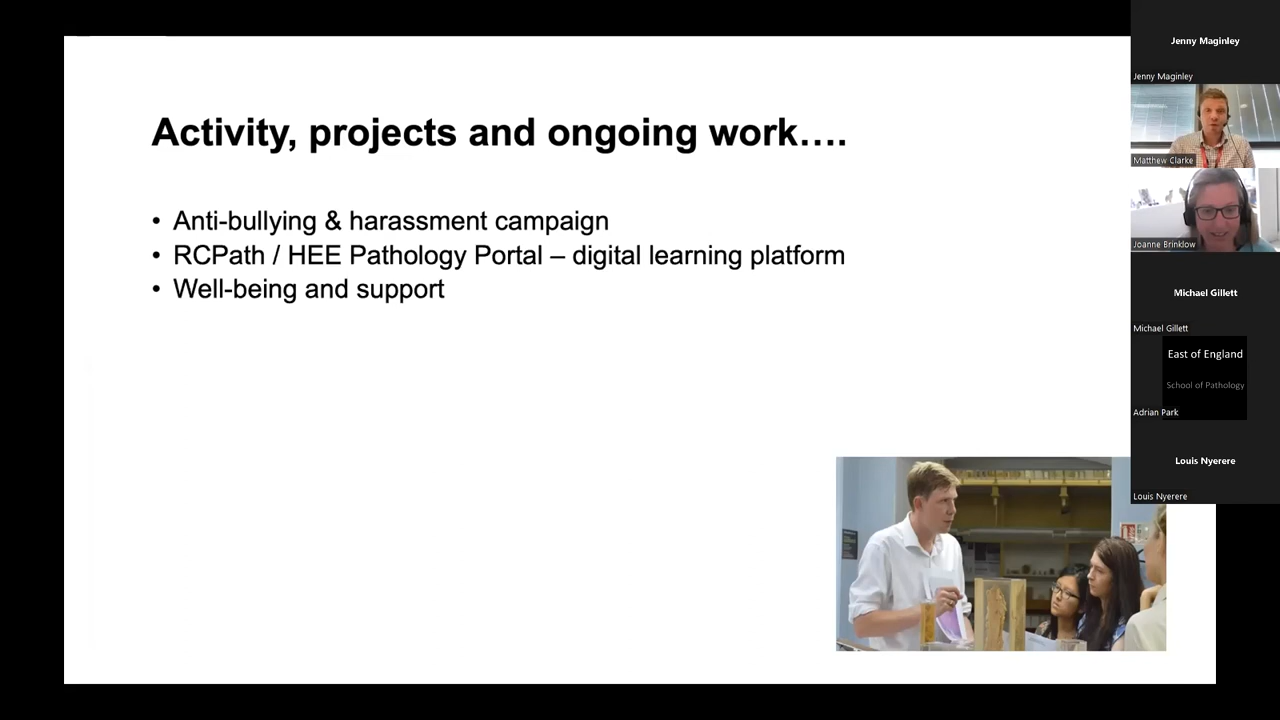 Activity, projects and ongoing work....
• Anti-bullying & harassment campaign
• RCPath / HEE Pathology Portal – digital learning platform
• Well-being and support
Jenny Maginley
Jenny Maginley
Matthew Clarke
Joanne Brinklow
Michael Gillett
Michael Gillett
East of England
School of Pathology
Adrian Park
Louis Nyerere
Louis Nyerere